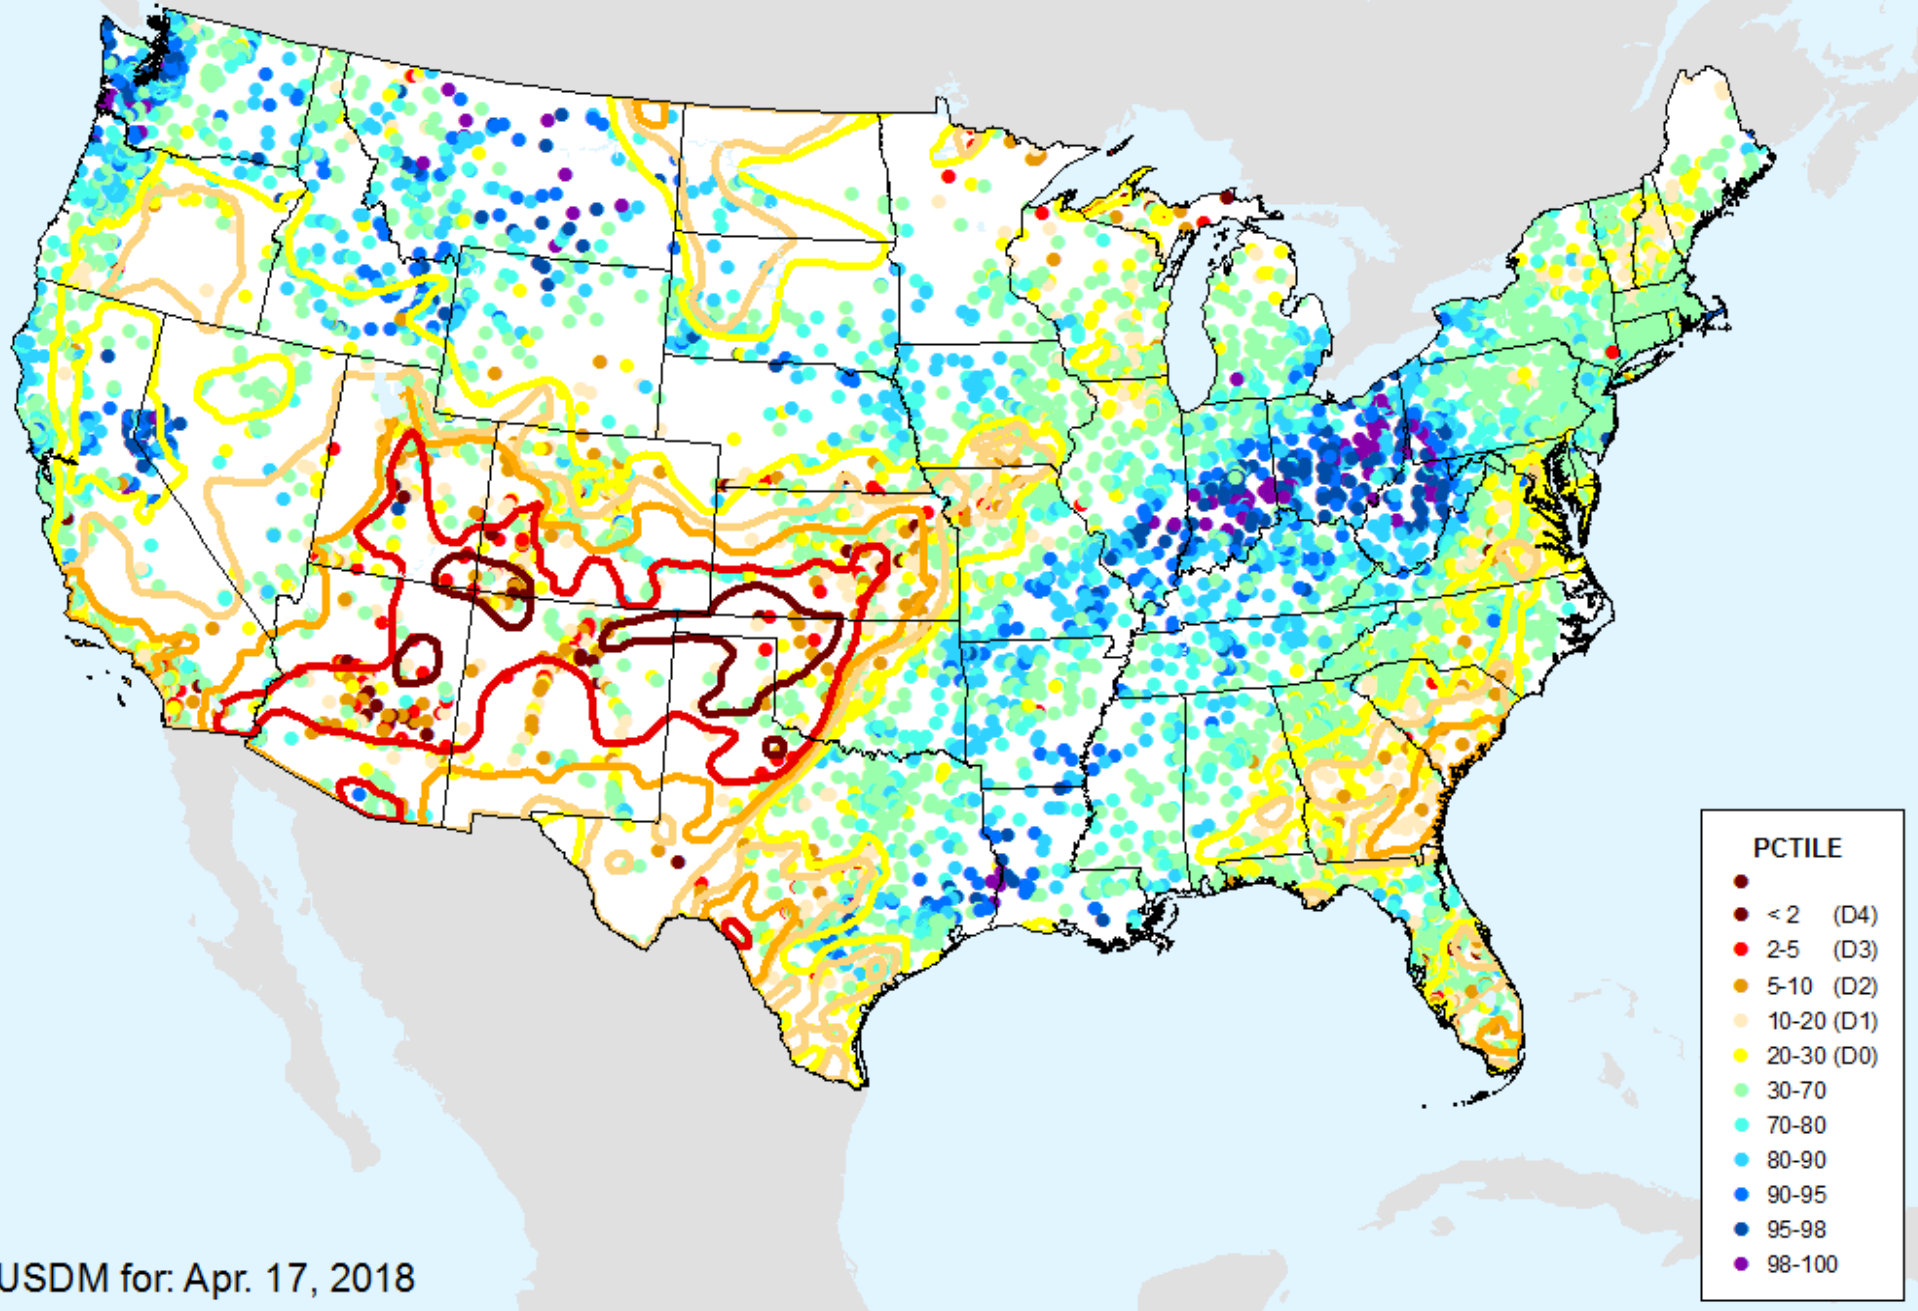 PCTILE
< 2 (D4)
2-5 (D3)
5-10 (D2)
10-20 (D1)
20-30 (D0)
30-70
70-80
80-90
90-95
95-98
98-100
USDM for: Apr. 17, 2018